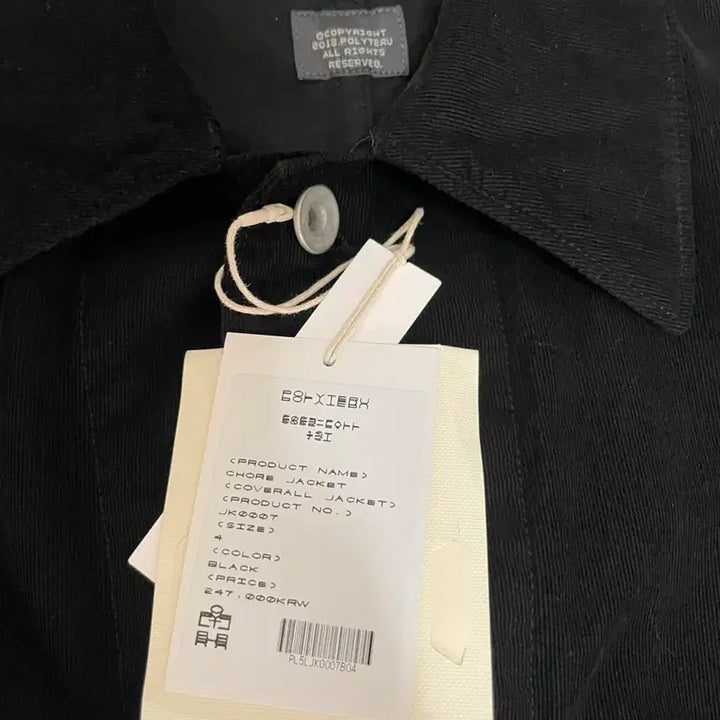 ©COPYRIGHT
2018.POLYTERU
ALL RIGHTS
RESERVED.
<PRODUCT NAME>
CHORE JACKET
<COVERALL JACKET>
<PRODUCT NO.>
JK0007
<SIZE>
4
<COLOR>
BLACK
<PRICE>
247,000KRW
PL5LJK0007B04